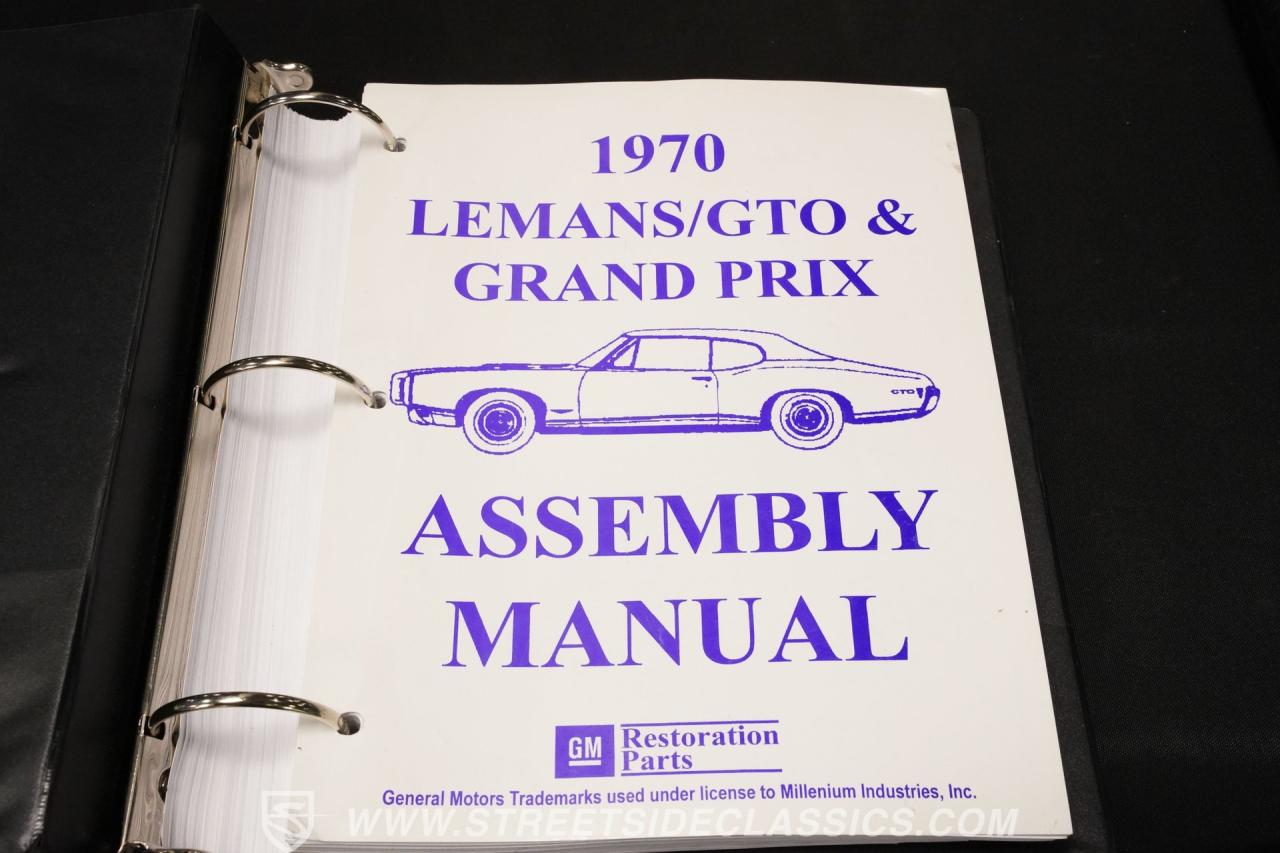 1970
LEMANS/GTO &
GRAND PRIX
GTO
ASSEMBLY
MANUAL
GM
Restoration
Parts
General Motors Trademarks used under license to Millenium Industries, Inc.
WWW.STREETSIDECLASSICS.COM